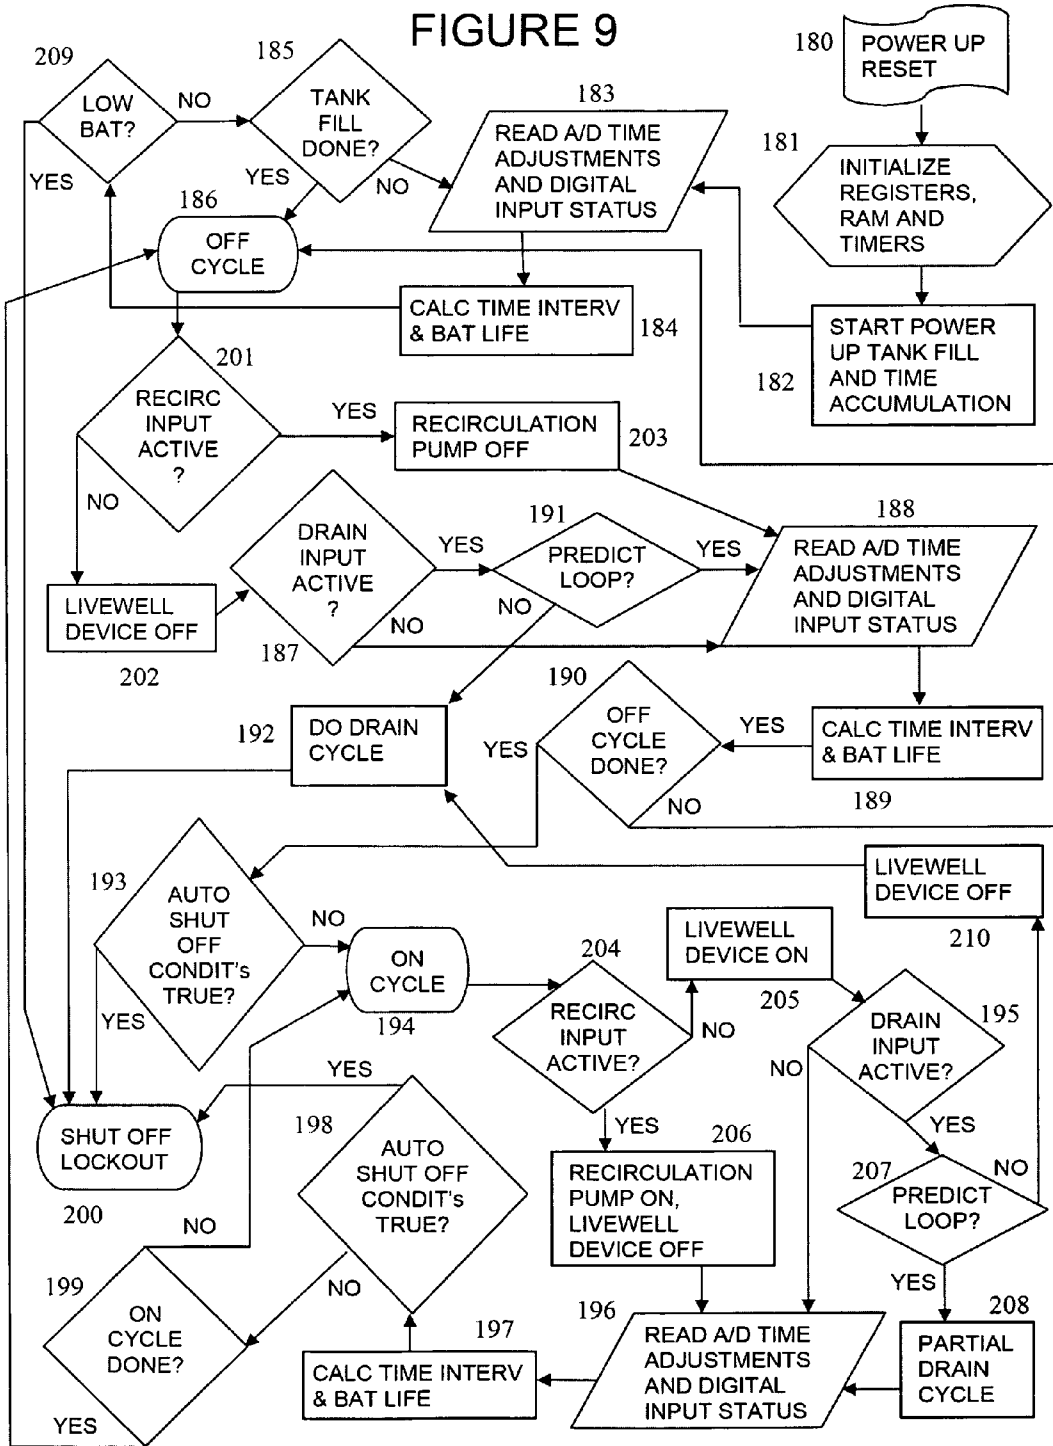 FIGURE 9
180
POWER UP
RESET
209
LOW
BAT?
NO
YES
185
TANK
FILL
DONE?
YES
NO
183
READ A/D TIME
ADJUSTMENTS
AND DIGITAL
INPUT STATUS
181
INITIALIZE
REGISTERS,
RAM AND
TIMERS
186
OFF
CYCLE
CALC TIME INTERV
& BAT LIFE
184
START POWER
UP TANK FILL
AND TIME
ACCUMULATION
182
201
RECIRC
INPUT
ACTIVE
?
YES
NO
RECIRCULATION
PUMP OFF
203
LIVEWELL
DEVICE OFF
202
DRAIN
INPUT
ACTIVE
?
187
YES
NO
191
PREDICT
LOOP?
YES
NO
188
READ A/D TIME
ADJUSTMENTS
AND DIGITAL
INPUT STATUS
192
DO DRAIN
CYCLE
190
OFF
CYCLE
DONE?
YES
NO
YES
CALC TIME INTERV
& BAT LIFE
189
193
AUTO
SHUT
OFF
CONDIT's
TRUE?
NO
YES
ON
CYCLE
194
204
RECIRC
INPUT
ACTIVE?
NO
YES
LIVEWELL
DEVICE ON
205
LIVEWELL
DEVICE OFF
210
195
DRAIN
INPUT
ACTIVE?
NO
YES
SHUT OFF
LOCKOUT
200
YES
198
AUTO
SHUT OFF
CONDIT's
TRUE?
NO
206
RECIRCULATION
PUMP ON,
LIVEWELL
DEVICE OFF
207
PREDICT
LOOP?
NO
YES
199
ON
CYCLE
DONE?
NO
YES
197
CALC TIME INTERV
& BAT LIFE
196
READ A/D TIME
ADJUSTMENTS
AND DIGITAL
INPUT STATUS
208
PARTIAL
DRAIN
CYCLE